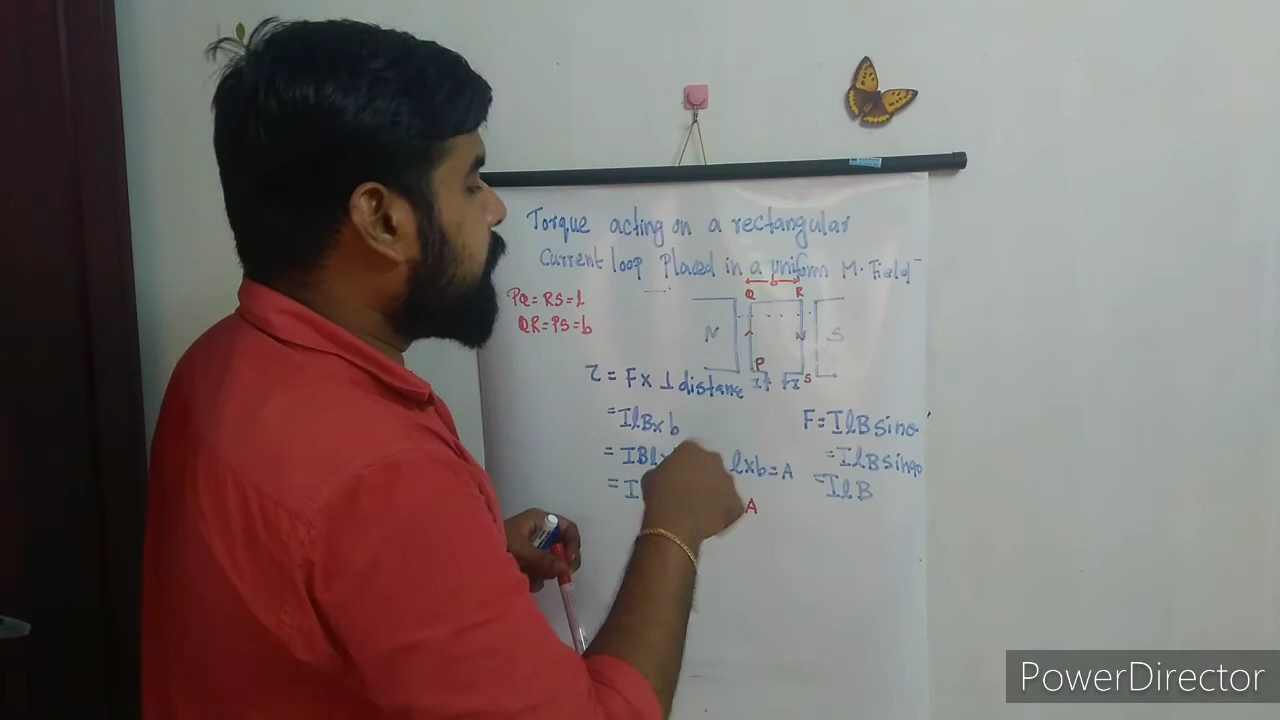 Torque acting on a rectangular
Current loop Placed in a uniform M. Field
b
PQ = RS = l
QR = PS = b
Q R
N S
P
I I S
τ = F x ⊥ distance
= IlB x b
= IBl
l x b = A
= I
A
F = IlB sinθ
= IlB sin90
= IlB
PowerDirector